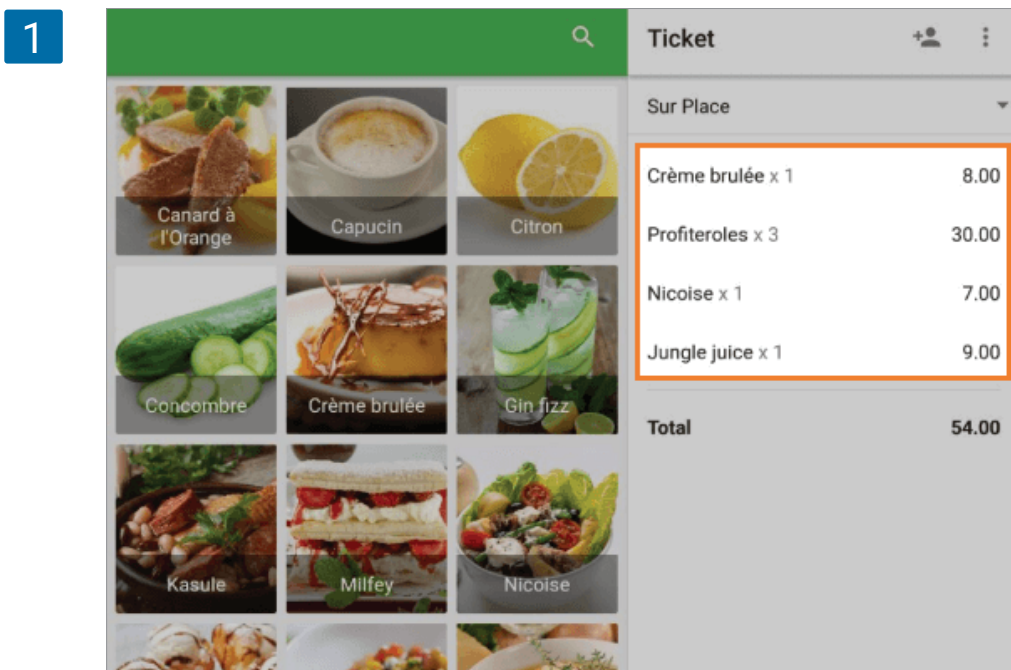 1
Ticket
Sur Place
Crème brulée x 1 8.00
Profiteroles x 3 30.00
Nicoise x 1 7.00
Jungle juice x 1 9.00
Total 54.00
Canard à
l'Orange
Capucin
Citron
Concombre
Crème brulée
Gin fizz
Kasule
Milfey
Nicoise